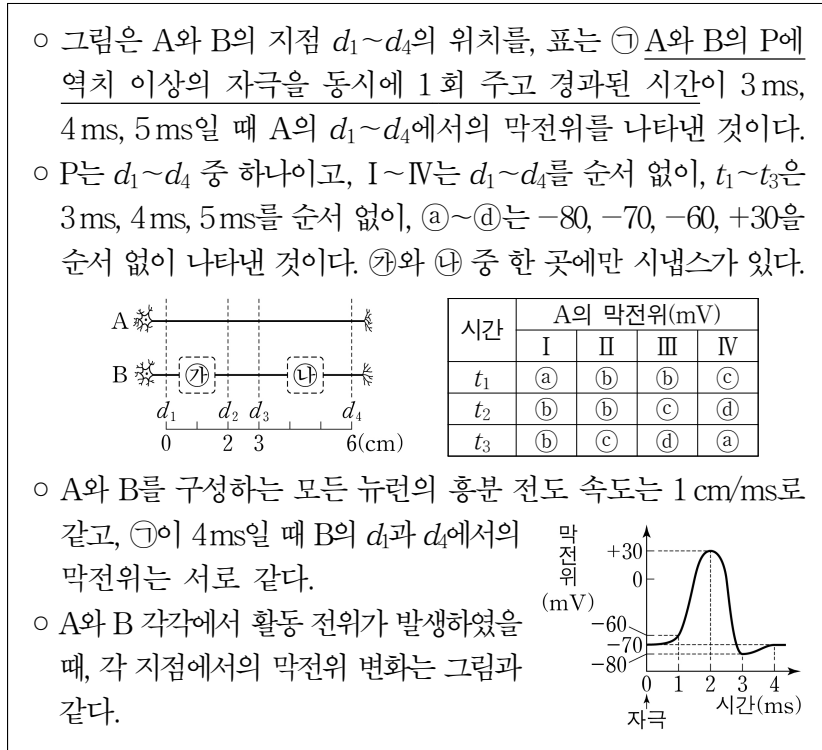 ○ 그림은 A와 B의 지점 d₁~d₄의 위치를, 표는 ㉠ A와 B의 P에
역치 이상의 자극을 동시에 1회 주고 경과된 시간이 3ms,
4ms, 5ms일 때 A의 d₁~d₄에서의 막전위를 나타낸 것이다.
○ P는 d₁~d₄ 중 하나이고, Ⅰ~Ⅳ는 d₁~d₄를 순서 없이, t₁~t₃은
3ms, 4ms, 5ms를 순서 없이, ⓐ~ⓓ는 -80, -70, -60, +30을
순서 없이 나타낸 것이다. ㉮와 ㉯ 중 한 곳에만 시냅스가 있다.
A
B ㉮ ㉯
d₁ d₂ d₃ d₄
0 2 3 6(cm)
시간 A의 막전위(mV)
Ⅰ Ⅱ Ⅲ Ⅳ
t₁ ⓐ ⓑ ⓑ ⓒ
t₂ ⓑ ⓑ ⓒ ⓓ
t₃ ⓑ ⓒ ⓓ ⓐ
○ A와 B를 구성하는 모든 뉴런의 흥분 전도 속도는 1cm/ms로
같고, ㉠이 4ms일 때 B의 d₁과 d₄에서의
막전위는 서로 같다.
○ A와 B 각각에서 활동 전위가 발생하였을
때, 각 지점에서의 막전위 변화는 그림과
같다.
막전위
(mV)
+30
0
-60
-70
-80
0 1 2 3 4
시간(ms)
자극